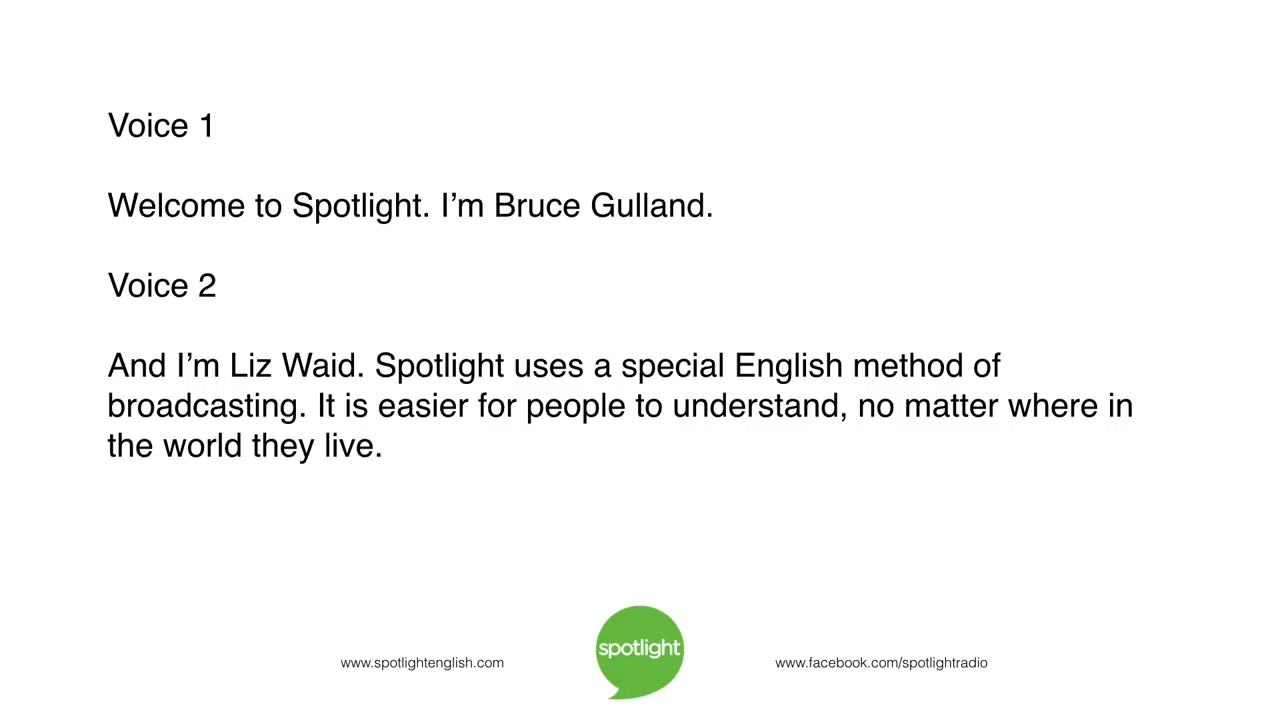 Voice 1
Welcome to Spotlight. I’m Bruce Gulland.
Voice 2
And I’m Liz Waid. Spotlight uses a special English method of
broadcasting. It is easier for people to understand, no matter where in
the world they live.
spotlight
www.spotlightenglish.com
www.facebook.com/spotlightradio